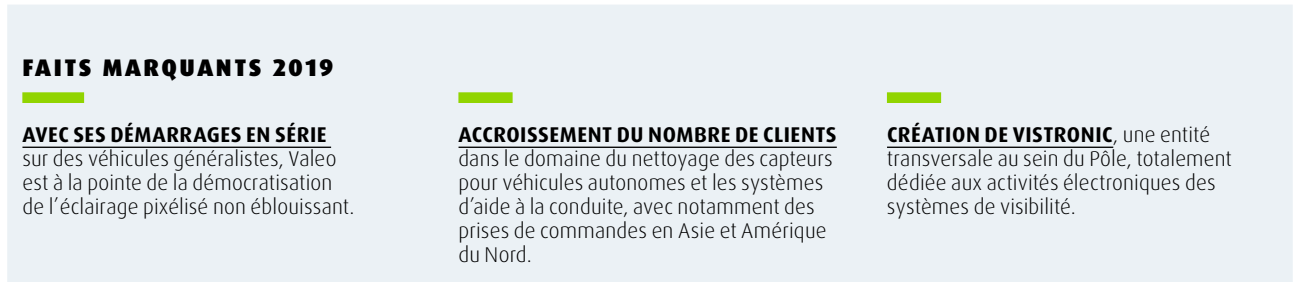 FAITS MARQUANTS 2019
AVEC SES DÉMARRAGES EN SÉRIE
sur des véhicules généralistes, Valeo
est à la pointe de la démocratisation
de l'éclairage pixélisé non éblouissant.
ACCROISSEMENT DU NOMBRE DE CLIENTS
dans le domaine du nettoyage des capteurs
pour véhicules autonomes et les systèmes
d'aide à la conduite, avec notamment des
prises de commandes en Asie et Amérique
du Nord.
CRÉATION DE VISTRONIC, une entité
transversale au sein du Pôle, totalement
dédiée aux activités électroniques des
systèmes de visibilité.